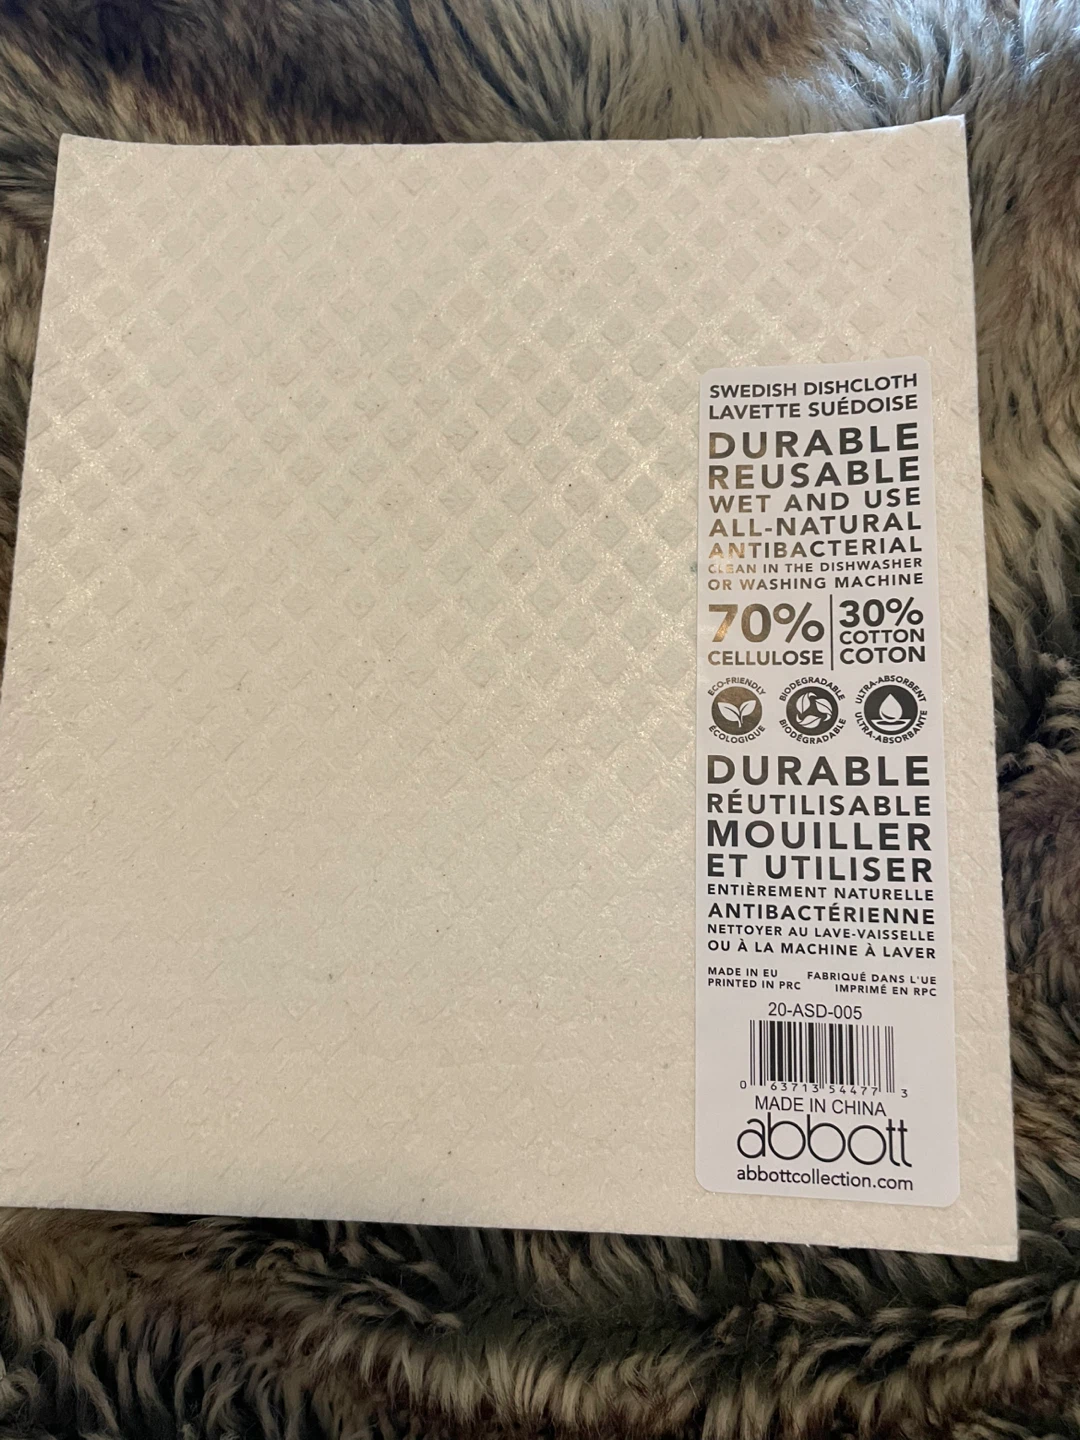 SWEDISH DISHCLOTH
LAVETTE SUÉDOISE
DURABLE
REUSABLE
WET AND USE
ALL-NATURAL
ANTIBACTERIAL
CLEAN IN THE DISHWASHER
OR WASHING MACHINE
70%
CELLULOSE
30%
COTTON
COTON
ECO-FRIENDLY
ÉCOLOGIQUE
BIODEGRADABLE
BIODÉGRADABLE
ULTRA-ABSORBENT
ULTRA-ABSORBANTE
DURABLE
RÉUTILISABLE
MOUILLER
ET UTILISER
ENTIÈREMENT NATURELLE
ANTIBACTÉRIENNE
NETTOYER AU LAVE-VAISSELLE
OU À LA MACHINE À LAVER
MADE IN EU
PRINTED IN PRC
FABRIQUÉ DANS L'UE
IMPRIMÉ EN RPC
20-ASD-005
0 63713 54477 3
MADE IN CHINA
abbott
abbottcollection.com